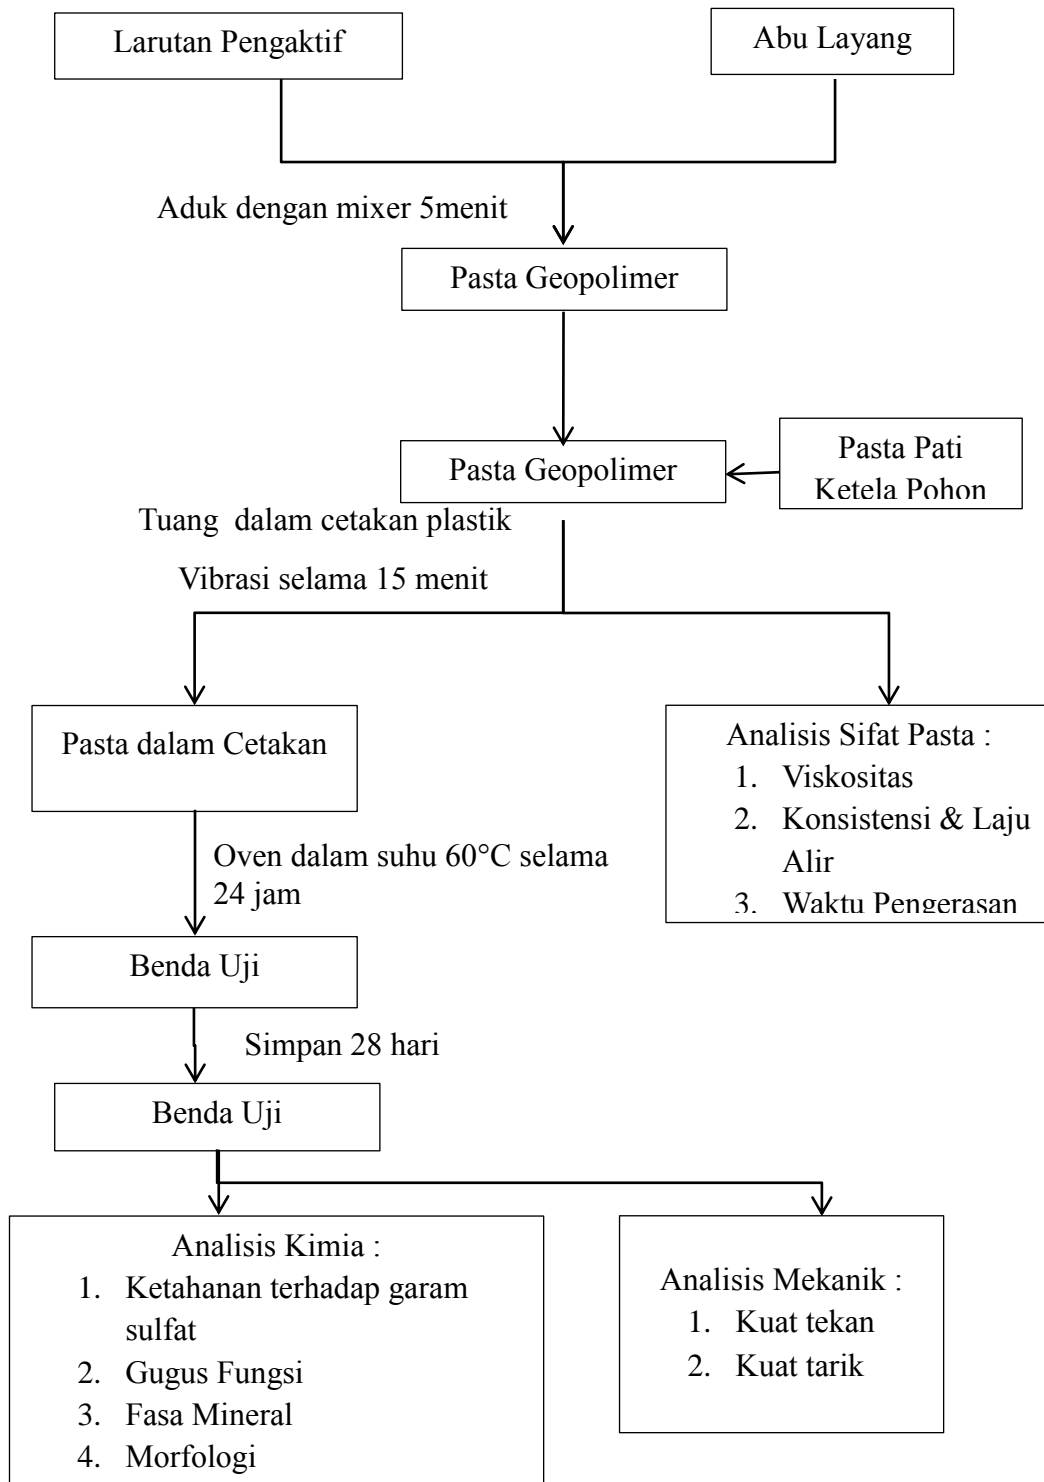 Larutan Pengaktif
Abu Layang
Aduk dengan mixer 5menit
Pasta Geopolimer
Pasta Geopolimer
Pasta Pati
Ketela Pohon
Tuang dalam cetakan plastik
Vibrasi selama 15 menit
Pasta dalam Cetakan
Analisis Sifat Pasta :
1. Viskositas
2. Konsistensi & Laju
Alir
3. Waktu Pengerasan
Oven dalam suhu 60°C selama
24 jam
Benda Uji
Simpan 28 hari
Benda Uji
Analisis Kimia :
1. Ketahanan terhadap garam
sulfat
2. Gugus Fungsi
3. Fasa Mineral
4. Morfologi
Analisis Mekanik :
1. Kuat tekan
2. Kuat tarik